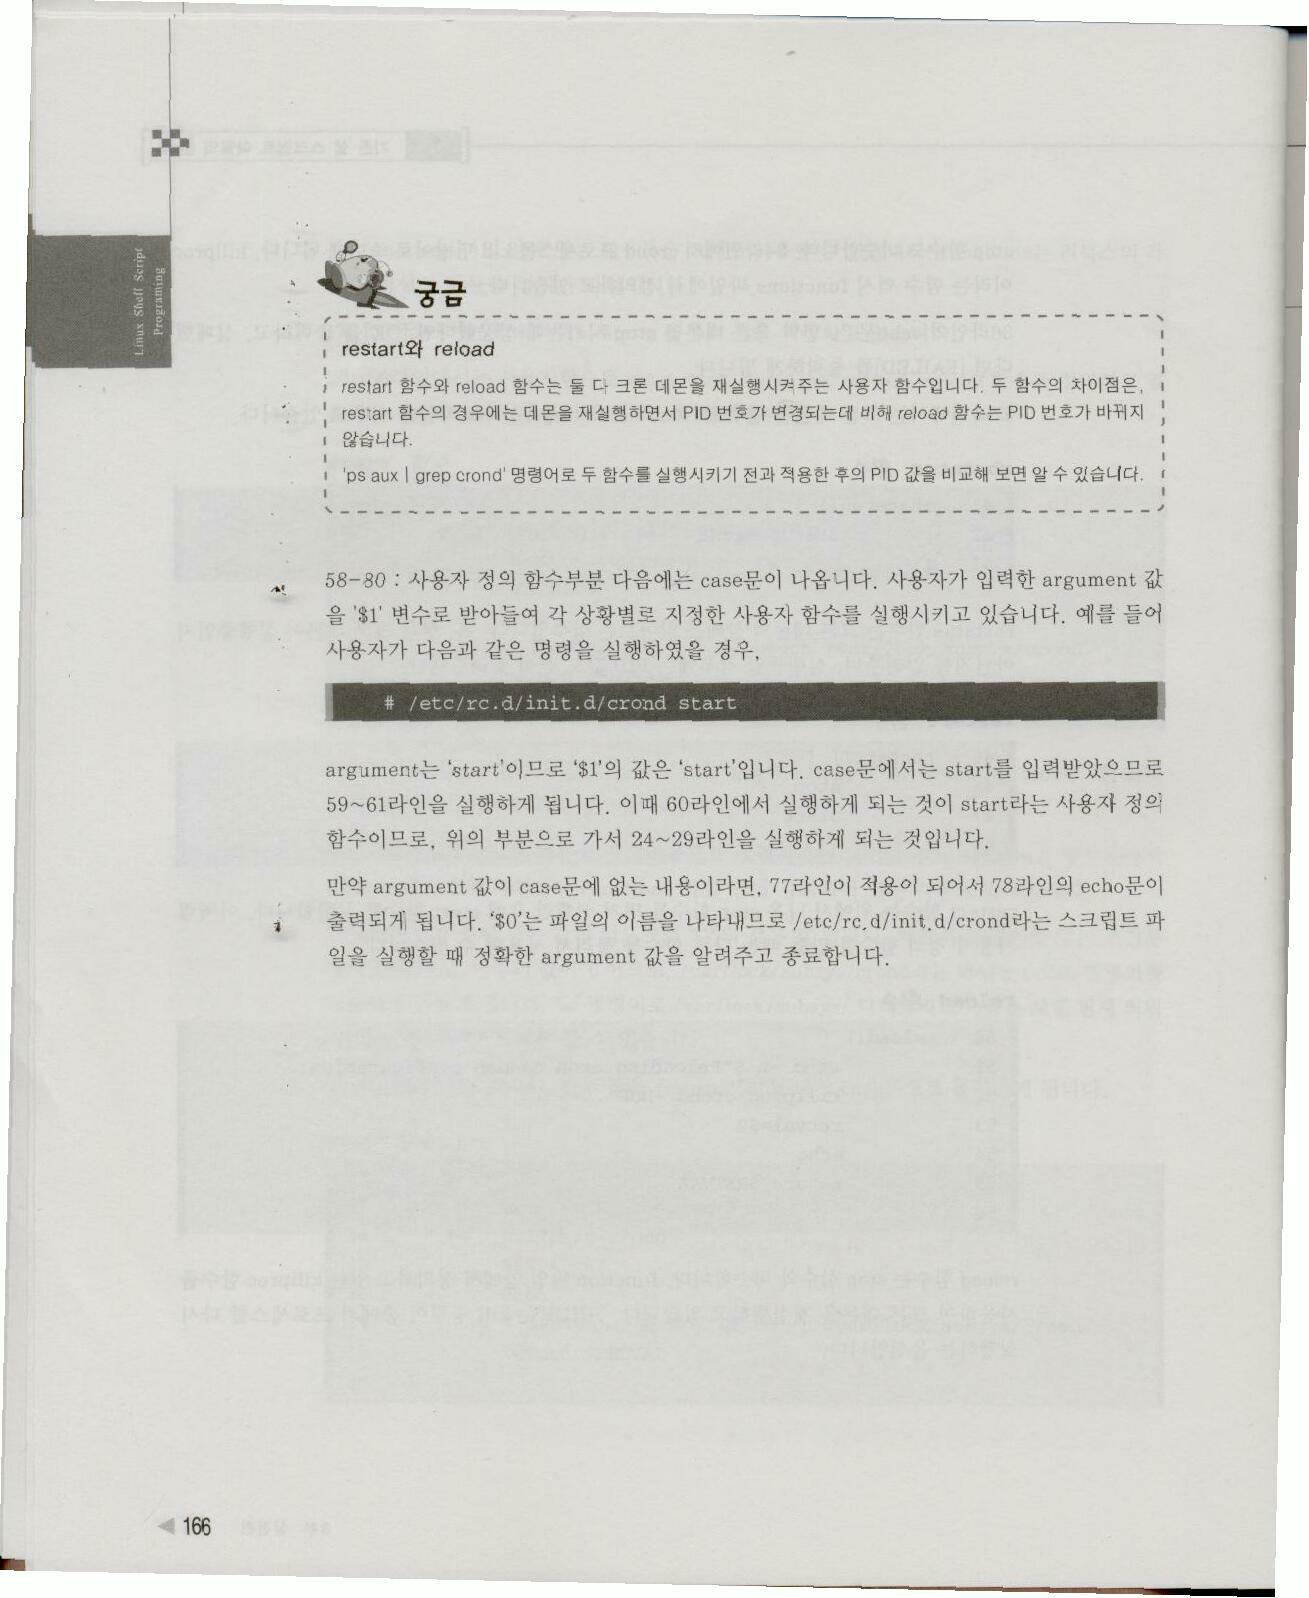 Linux Shell Script
Programing
궁금
restart와 reload
restart 함수와 reload 함수는 둘 다 크론 데몬을 재실행시켜주는 사용자 함수입니다. 두 함수의 차이점은,
restart 함수의 경우에는 데몬을 재실행하면서 PID 번호가 변경되는데 비해 reload 함수는 PID 번호가 바뀌지
않습니다.
'ps aux | grep crond' 명령어로 두 함수를 실행시키기 전과 적용한 후의 PID 값을 비교해 보면 알 수 있습니다.
58-80 : 사용자 정의 함수부분 다음에는 case문이 나옵니다. 사용자가 입력한 argument 값
을 '$1' 변수로 받아들여 각 상황별로 지정한 사용자 함수를 실행시키고 있습니다. 예를 들어
사용자가 다음과 같은 명령을 실행하였을 경우,
# /etc/rc.d/init.d/crond start
argument는 ‘start’이므로 ‘$1’의 값은 ‘start’입니다. case문에서는 start를 입력받았으므로
59~61라인을 실행하게 됩니다. 이때 60라인에서 실행하게 되는 것이 start라는 사용자 정의
함수이므로, 위의 부분으로 가서 24~29라인을 실행하게 되는 것입니다.
만약 argument 값이 case문에 없는 내용이라면, 77라인이 적용이 되어서 78라인의 echo문이
출력되게 됩니다. ‘$0’는 파일의 이름을 나타내므로 /etc/rc.d/init.d/crond라는 스크립트 파
일을 실행할 때 정확한 argument 값을 알려주고 종료합니다.
◀ 166